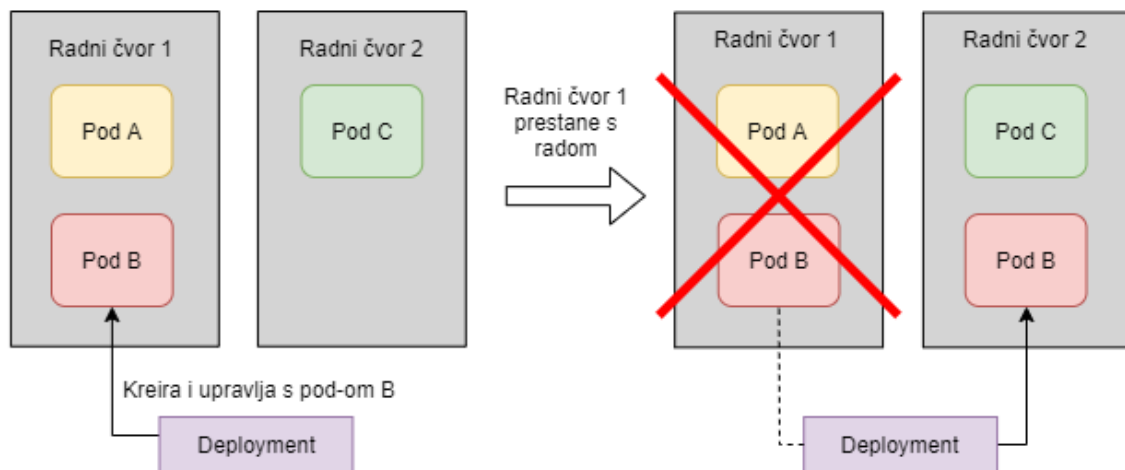 Radni čvor 1
Radni čvor 2
Pod A
Pod C
Pod B
Kreira i upravlja s pod-om B
Deployment
Radni čvor 1
prestane s
radom
Radni čvor 1
Radni čvor 2
Pod A
Pod C
Pod B
Pod B
Deployment